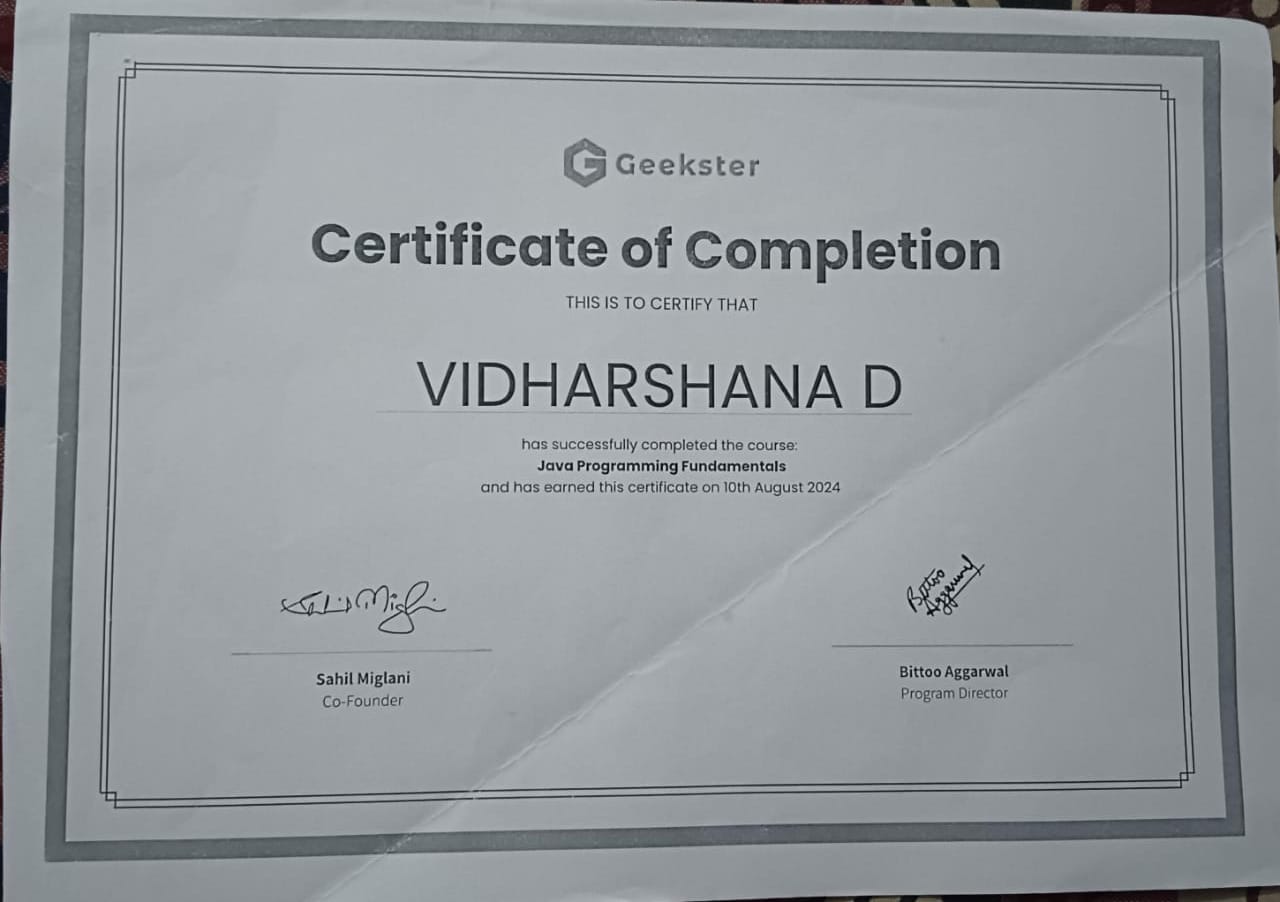 Geekster
Certificate of Completion
THIS IS TO CERTIFY THAT
VIDHARSHANA D
has successfully completed the course:
Java Programming Fundamentals
and has earned this certificate on 10th August 2024
Sahil Miglani
Bittoo
Aggarwal
Sahil Miglani
Co-Founder
Bittoo Aggarwal
Program Director